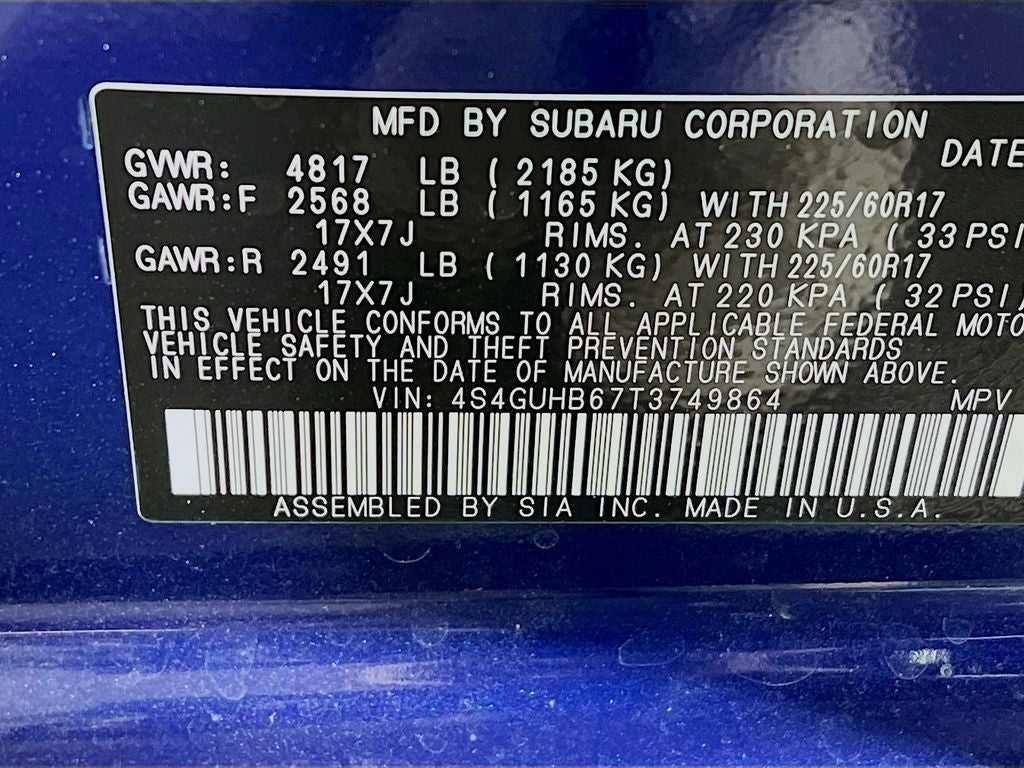 MFD BY SUBARU CORPORATION
DATE
GVWR: 4817 LB ( 2185 KG)
GAWR:F 2568 LB ( 1165 KG) WITH 225/60R17
17X7J RIMS. AT 230 KPA ( 33 PSI
GAWR:R 2491 LB ( 1130 KG) WITH 225/60R17
17X7J RIMS. AT 220 KPA ( 32 PSI)
THIS VEHICLE CONFORMS TO ALL APPLICABLE FEDERAL MOTO
VEHICLE SAFETY AND THEFT PREVENTION STANDARDS
IN EFFECT ON THE DATE OF MANUFACTURE SHOWN ABOVE.
VIN: 4S4GUHB67T3749864 MPV
ASSEMBLED BY SIA INC. MADE IN U.S.A.